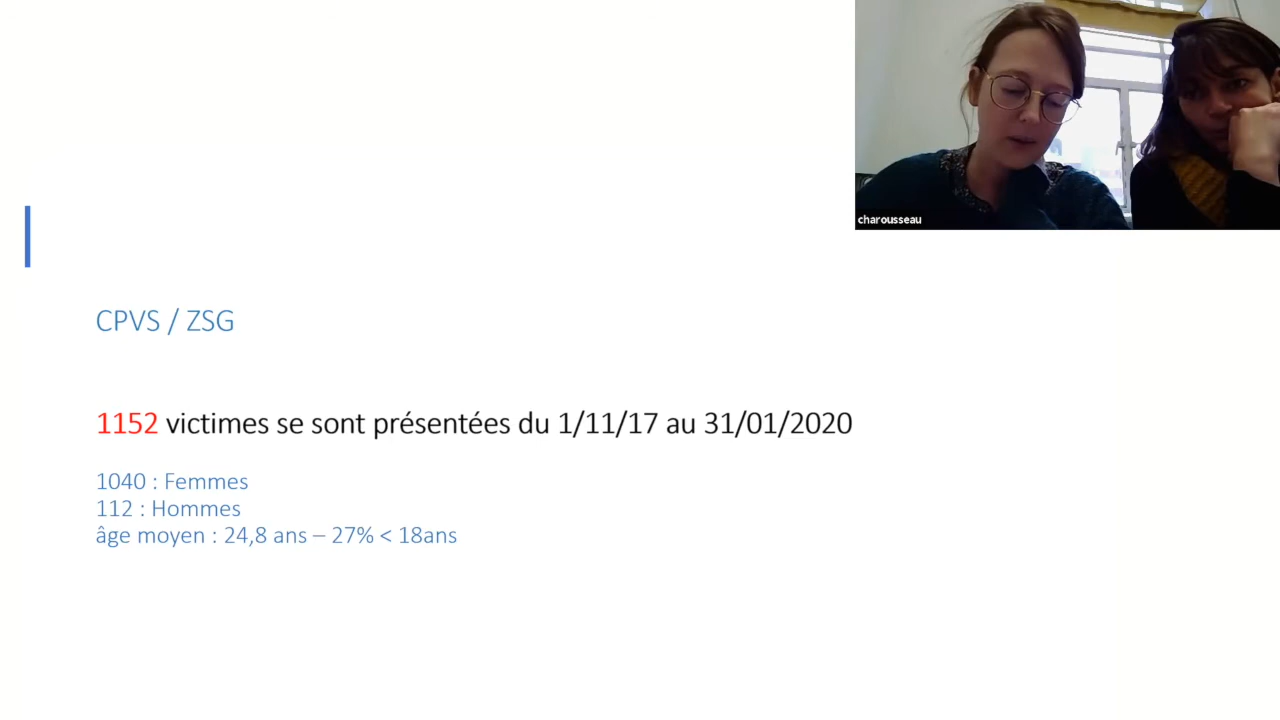 charousseau
CPVS / ZSG
1152 victimes se sont présentées du 1/11/17 au 31/01/2020
1040 : Femmes
112 : Hommes
âge moyen : 24,8 ans – 27% < 18ans